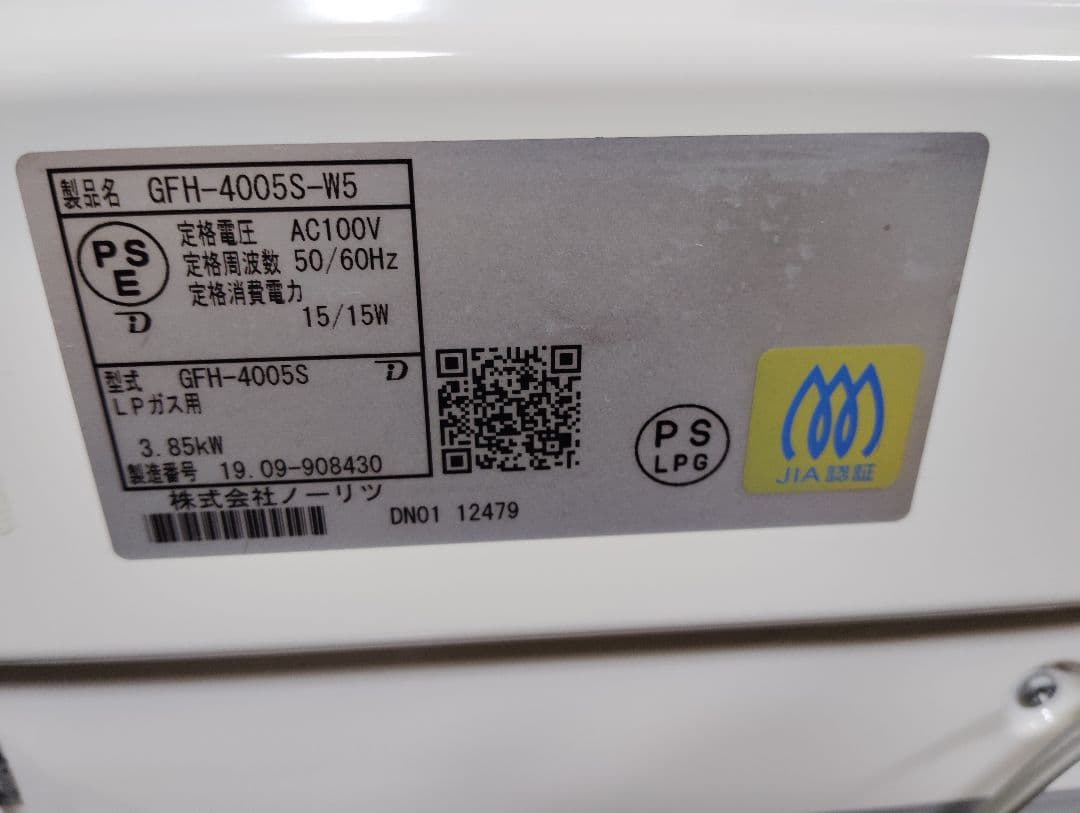 製品名 GFH-4005S-W5
PS
E
定格電圧 AC100V
定格周波数 50/60Hz
定格消費電力
15/15W
型式 GFH-4005S
LPガス用
3.85kW
製造番号 19.09-908430
株式会社ノーリツ
DN01 12479
PS
LPG
JIA認証